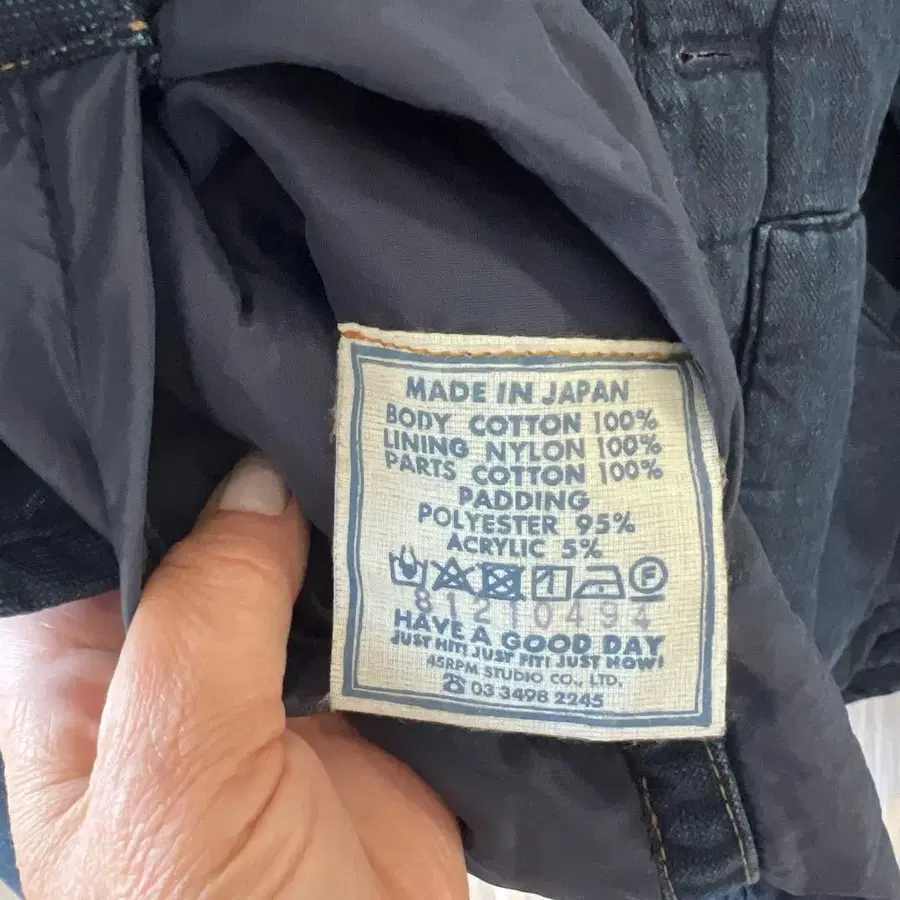 MADE IN JAPAN
BODY COTTON 100%
LINING NYLON 100%
PARTS COTTON 100%
PADDING
POLYESTER 95%
ACRYLIC 5%
F
81210494
HAVE A GOOD DAY
JUST HIT! JUST FIT! JUST NOW!
45RPM STUDIO CO., LTD.
☎ 03 3498 2245